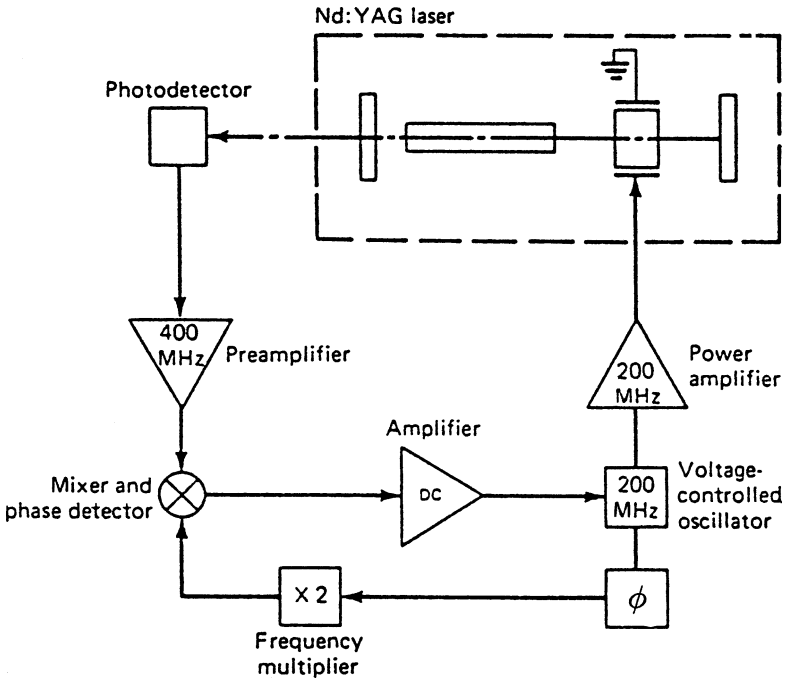 Nd:YAG laser
Photodetector
400
MHz
Preamplifier
200
MHz
Power
amplifier
Amplifier
DC
Mixer and
phase detector
200
MHz
Voltage-
controlled
oscillator
X 2
ϕ
Frequency
multiplier